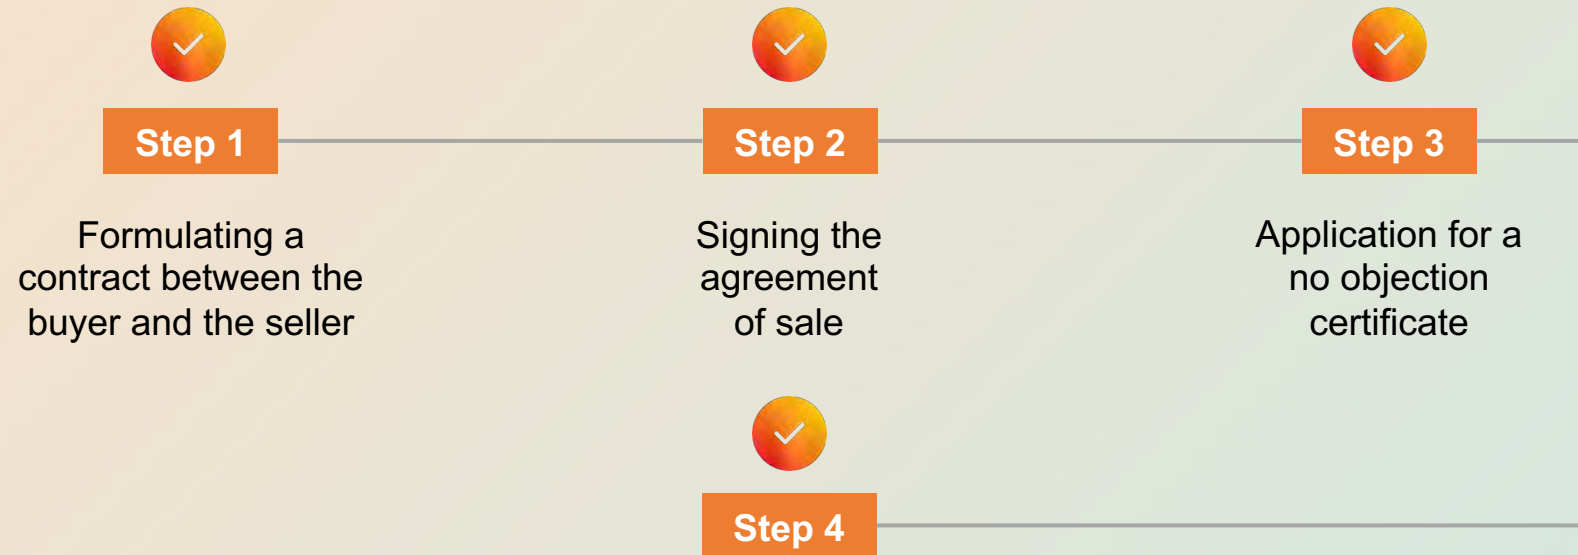 Step 1
Step 2
Step 3
Formulating a
contract between the
buyer and the seller
Signing the
agreement
of sale
Application for a
no objection
certificate
Step 4